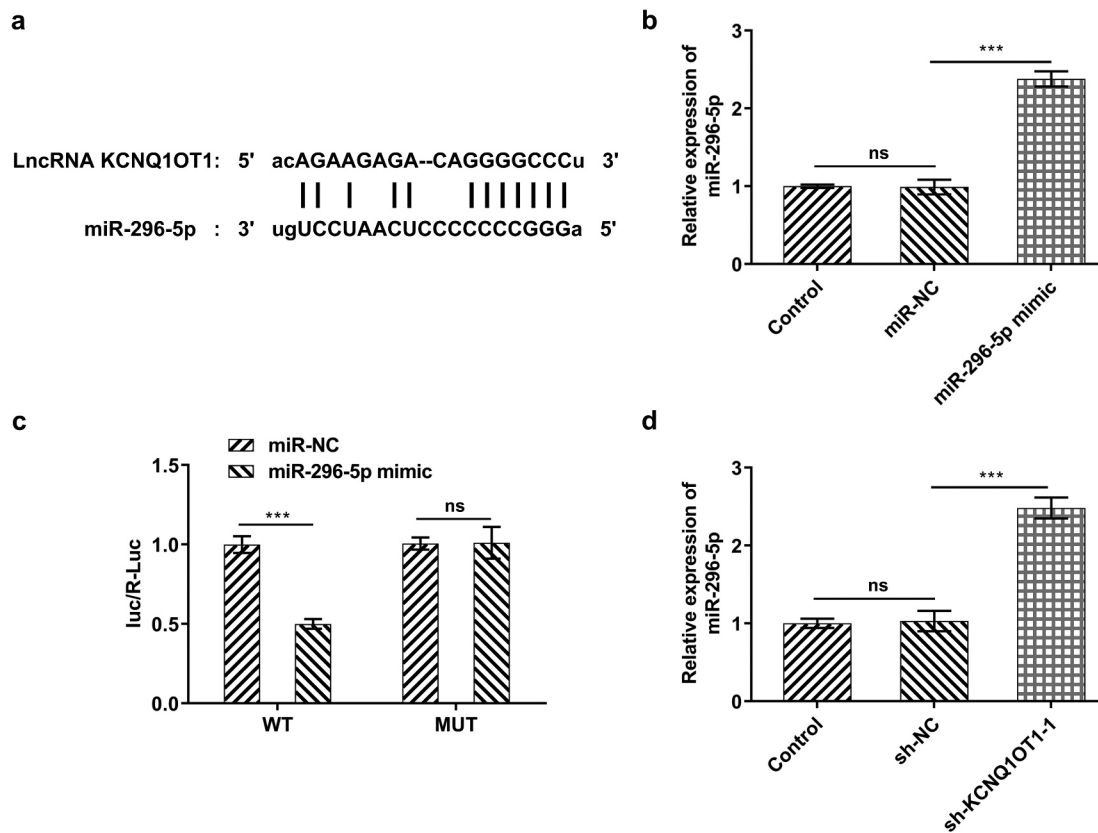 a
LncRNA KCNQ1OT1: 5' acAGAAGAGA--CAGGGGCCCu 3'
miR-296-5p : 3' ugUCCUAACUCCCCCCCGGGa 5'
b
Relative expression of
miR-296-5p
3
2
1
0
ns
***
Control
miR-NC
miR-296-5p mimic
c
miR-NC
miR-296-5p mimic
luc/R-Luc
1.5
1.0
0.5
0.0
***
ns
WT
MUT
d
Relative expression of
miR-296-5p
3
2
1
0
ns
***
Control
sh-NC
sh-KCNQ1OT1-1